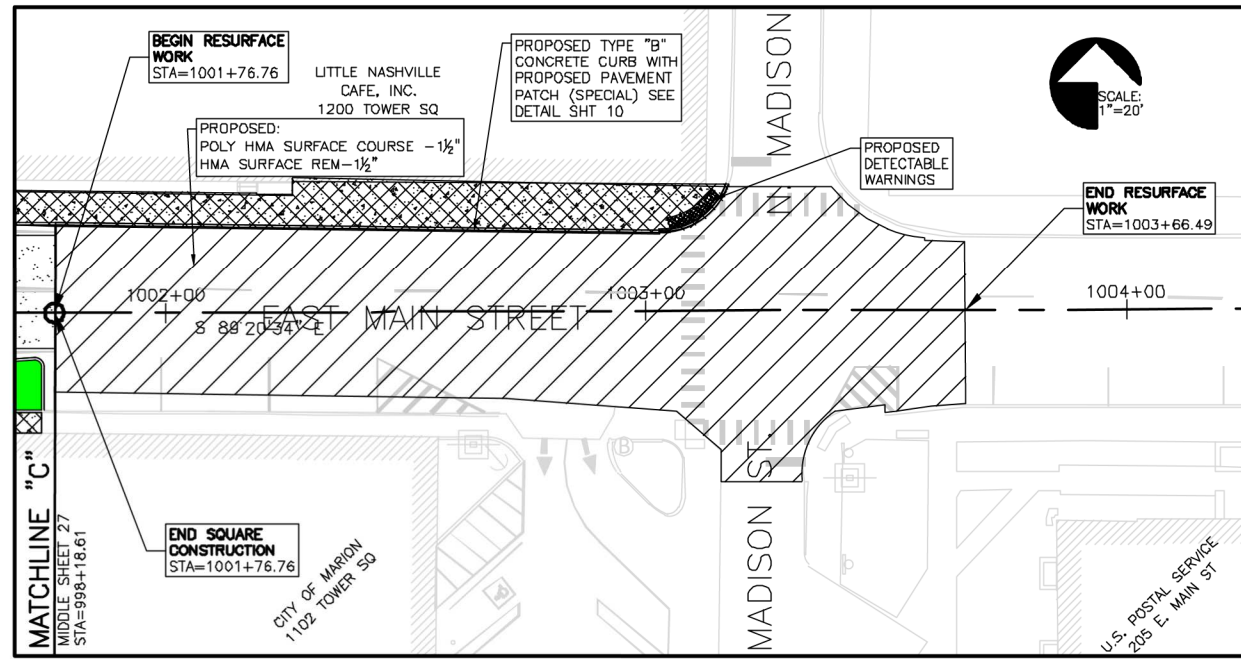 BEGIN RESURFACE
WORK
STA=1001+76.76
LITTLE NASHVILLE
CAFE, INC.
1200 TOWER SQ
PROPOSED TYPE "B"
CONCRETE CURB WITH
PROPOSED PAVEMENT
PATCH (SPECIAL) SEE
DETAIL SHT 10
MADISON
SCALE:
1"=20'
PROPOSED:
POLY HMA SURFACE COURSE -1½"
HMA SURFACE REM-1½"
PROPOSED
DETECTABLE
WARNINGS
END RESURFACE
WORK
STA=1003+66.49
1002+00
1003+00
1004+00
EAST MAIN STREET
S 89°20'34" E
MATCHLINE "C"
MIDDLE SHEET 27
STA=998+18.61
END SQUARE
CONSTRUCTION
STA=1001+76.76
CITY OF MARION
1102 TOWER SQ
B
MADISON ST.
U.S. POSTAL SERVICE
205 E. MAIN ST